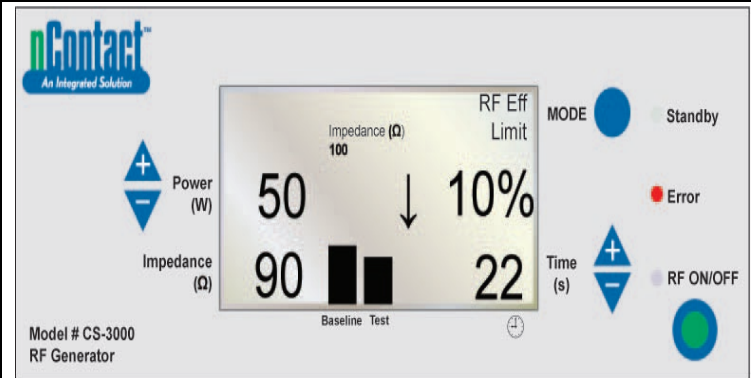 nContact™
An Integrated Solution
RF Eff
Limit
Impedance (Ω)
100
MODE
Standby
+
−
Power
(W)
50
↓
10%
Error
Impedance
(Ω)
90
22
Time
(s)
+
−
RF ON/OFF
Baseline Test
Model # CS-3000
RF Generator